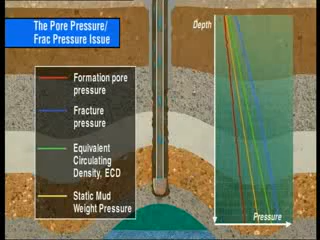 The Pore Pressure/
Frac Pressure Issue
Formation pore
pressure
Fracture
pressure
Equivalent
Circulating
Density, ECD
Static Mud
Weight Pressure
Depth
Pressure